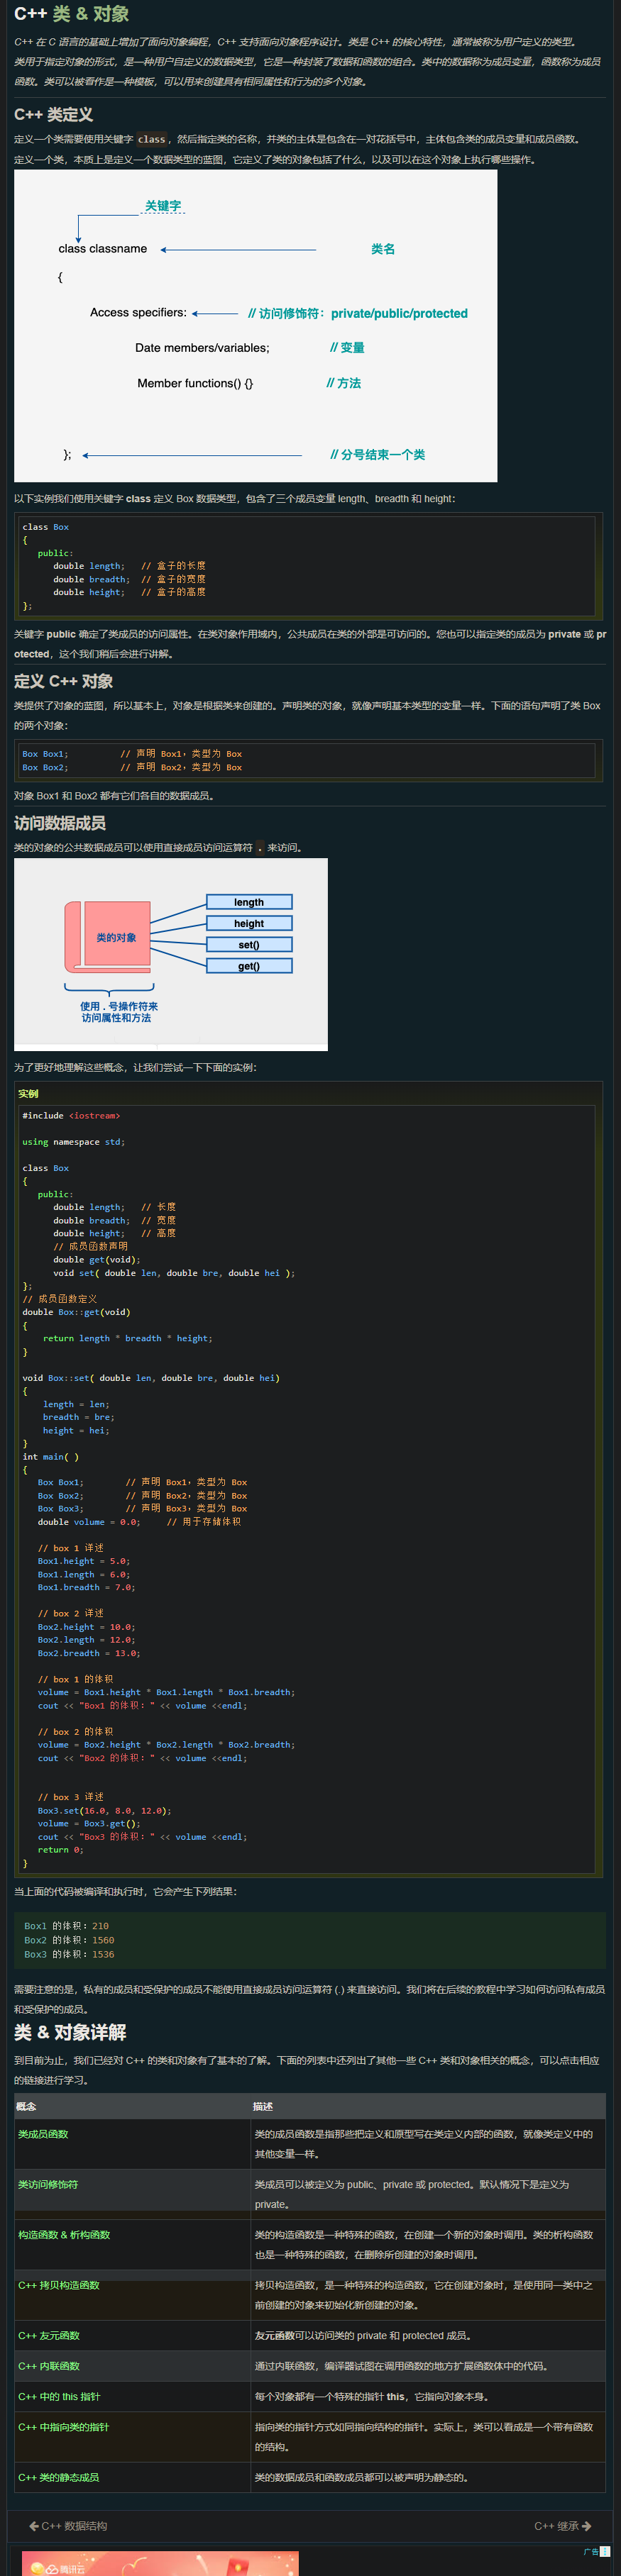 C++ 类 & 对象
C++ 在 C 语言的基础上增加了面向对象编程，C++ 支持面向对象程序设计。类是 C++ 的核心特性，通常被称为用户定义的类型。
类用于指定对象的形式，是一种用户自定义的数据类型，它是一种封装了数据和函数的组合。类中的数据称为成员变量，函数称为成员
函数。类可以被看作是一种模板，可以用来创建具有相同属性和行为的多个对象。
C++ 类定义
定义一个类需要使用关键字 class，然后指定类的名称，并类的主体是包含在一对花括号中，主体包含类的成员变量和成员函数。
定义一个类，本质上是定义一个数据类型的蓝图，它定义了类的对象包括了什么，以及可以在这个对象上执行哪些操作。
关键字
class classname
类名
{
Access specifiers: // 访问修饰符：private/public/protected
Date members/variables; // 变量
Member functions() {} // 方法
}; // 分号结束一个类
以下实例我们使用关键字 class 定义 Box 数据类型，包含了三个成员变量 length、breadth 和 height：
class Box
{
public:
double length; // 盒子的长度
double breadth; // 盒子的宽度
double height; // 盒子的高度
};
关键字 public 确定了类成员的访问属性。在类对象作用域内，公共成员在类的外部是可访问的。您也可以指定类的成员为 private 或 pr
otected，这个我们稍后会进行讲解。
定义 C++ 对象
类提供了对象的蓝图，所以基本上，对象是根据类来创建的。声明类的对象，就像声明基本类型的变量一样。下面的语句声明了类 Box
的两个对象：
Box Box1; // 声明 Box1，类型为 Box
Box Box2; // 声明 Box2，类型为 Box
对象 Box1 和 Box2 都有它们各自的数据成员。
访问数据成员
类的对象的公共数据成员可以使用直接成员访问运算符 . 来访问。
类的对象
length
height
set()
get()
使用 . 号操作符来
访问属性和方法
为了更好地理解这些概念，让我们尝试一下下面的实例：
实例
#include <iostream>
using namespace std;
class Box
{
public:
double length; // 长度
double breadth; // 宽度
double height; // 高度
// 成员函数声明
double get(void);
void set( double len, double bre, double hei );
};
// 成员函数定义
double Box::get(void)
{
return length * breadth * height;
}
void Box::set( double len, double bre, double hei)
{
length = len;
breadth = bre;
height = hei;
}
int main( )
{
Box Box1; // 声明 Box1，类型为 Box
Box Box2; // 声明 Box2，类型为 Box
Box Box3; // 声明 Box3，类型为 Box
double volume = 0.0; // 用于存储体积
// box 1 详述
Box1.height = 5.0;
Box1.length = 6.0;
Box1.breadth = 7.0;
// box 2 详述
Box2.height = 10.0;
Box2.length = 12.0;
Box2.breadth = 13.0;
// box 1 的体积
volume = Box1.height * Box1.length * Box1.breadth;
cout << "Box1 的体积：" << volume <<endl;
// box 2 的体积
volume = Box2.height * Box2.length * Box2.breadth;
cout << "Box2 的体积：" << volume <<endl;
// box 3 详述
Box3.set(16.0, 8.0, 12.0);
volume = Box3.get();
cout << "Box3 的体积：" << volume <<endl;
return 0;
}
当上面的代码被编译和执行时，它会产生下列结果：
Box1 的体积：210
Box2 的体积：1560
Box3 的体积：1536
需要注意的是，私有的成员和受保护的成员不能使用直接成员访问运算符 (.) 来直接访问。我们将在后续的教程中学习如何访问私有成员
和受保护的成员。
类 & 对象详解
到目前为止，我们已经对 C++ 的类和对象有了基本的了解。下面的列表中还列出了其他一些 C++ 类和对象相关的概念，可以点击相应
的链接进行学习。
概念 描述
类成员函数 类的成员函数是指那些把定义和原型写在类定义内部的函数，就像类定义中的
其他变量一样。
类访问修饰符 类成员可以被定义为 public、private 或 protected。默认情况下是定义为
private。
构造函数 & 析构函数 类的构造函数是一种特殊的函数，在创建一个新的对象时调用。类的析构函数
也是一种特殊的函数，在删除所创建的对象时调用。
C++ 拷贝构造函数 拷贝构造函数，是一种特殊的构造函数，它在创建对象时，是使用同一类中之
前创建的对象来初始化新创建的对象。
C++ 友元函数 友元函数可以访问类的 private 和 protected 成员。
C++ 内联函数 通过内联函数，编译器试图在调用函数的地方扩展函数体中的代码。
C++ 中的 this 指针 每个对象都有一个特殊的指针 this，它指向对象本身。
C++ 中指向类的指针 指向类的指针方式如同指向结构的指针。实际上，类可以看成是一个带有函数
的结构。
C++ 类的静态成员 类的数据成员和函数成员都可以被声明为静态的。
C++ 数据结构 C++ 继承
广告
腾讯云